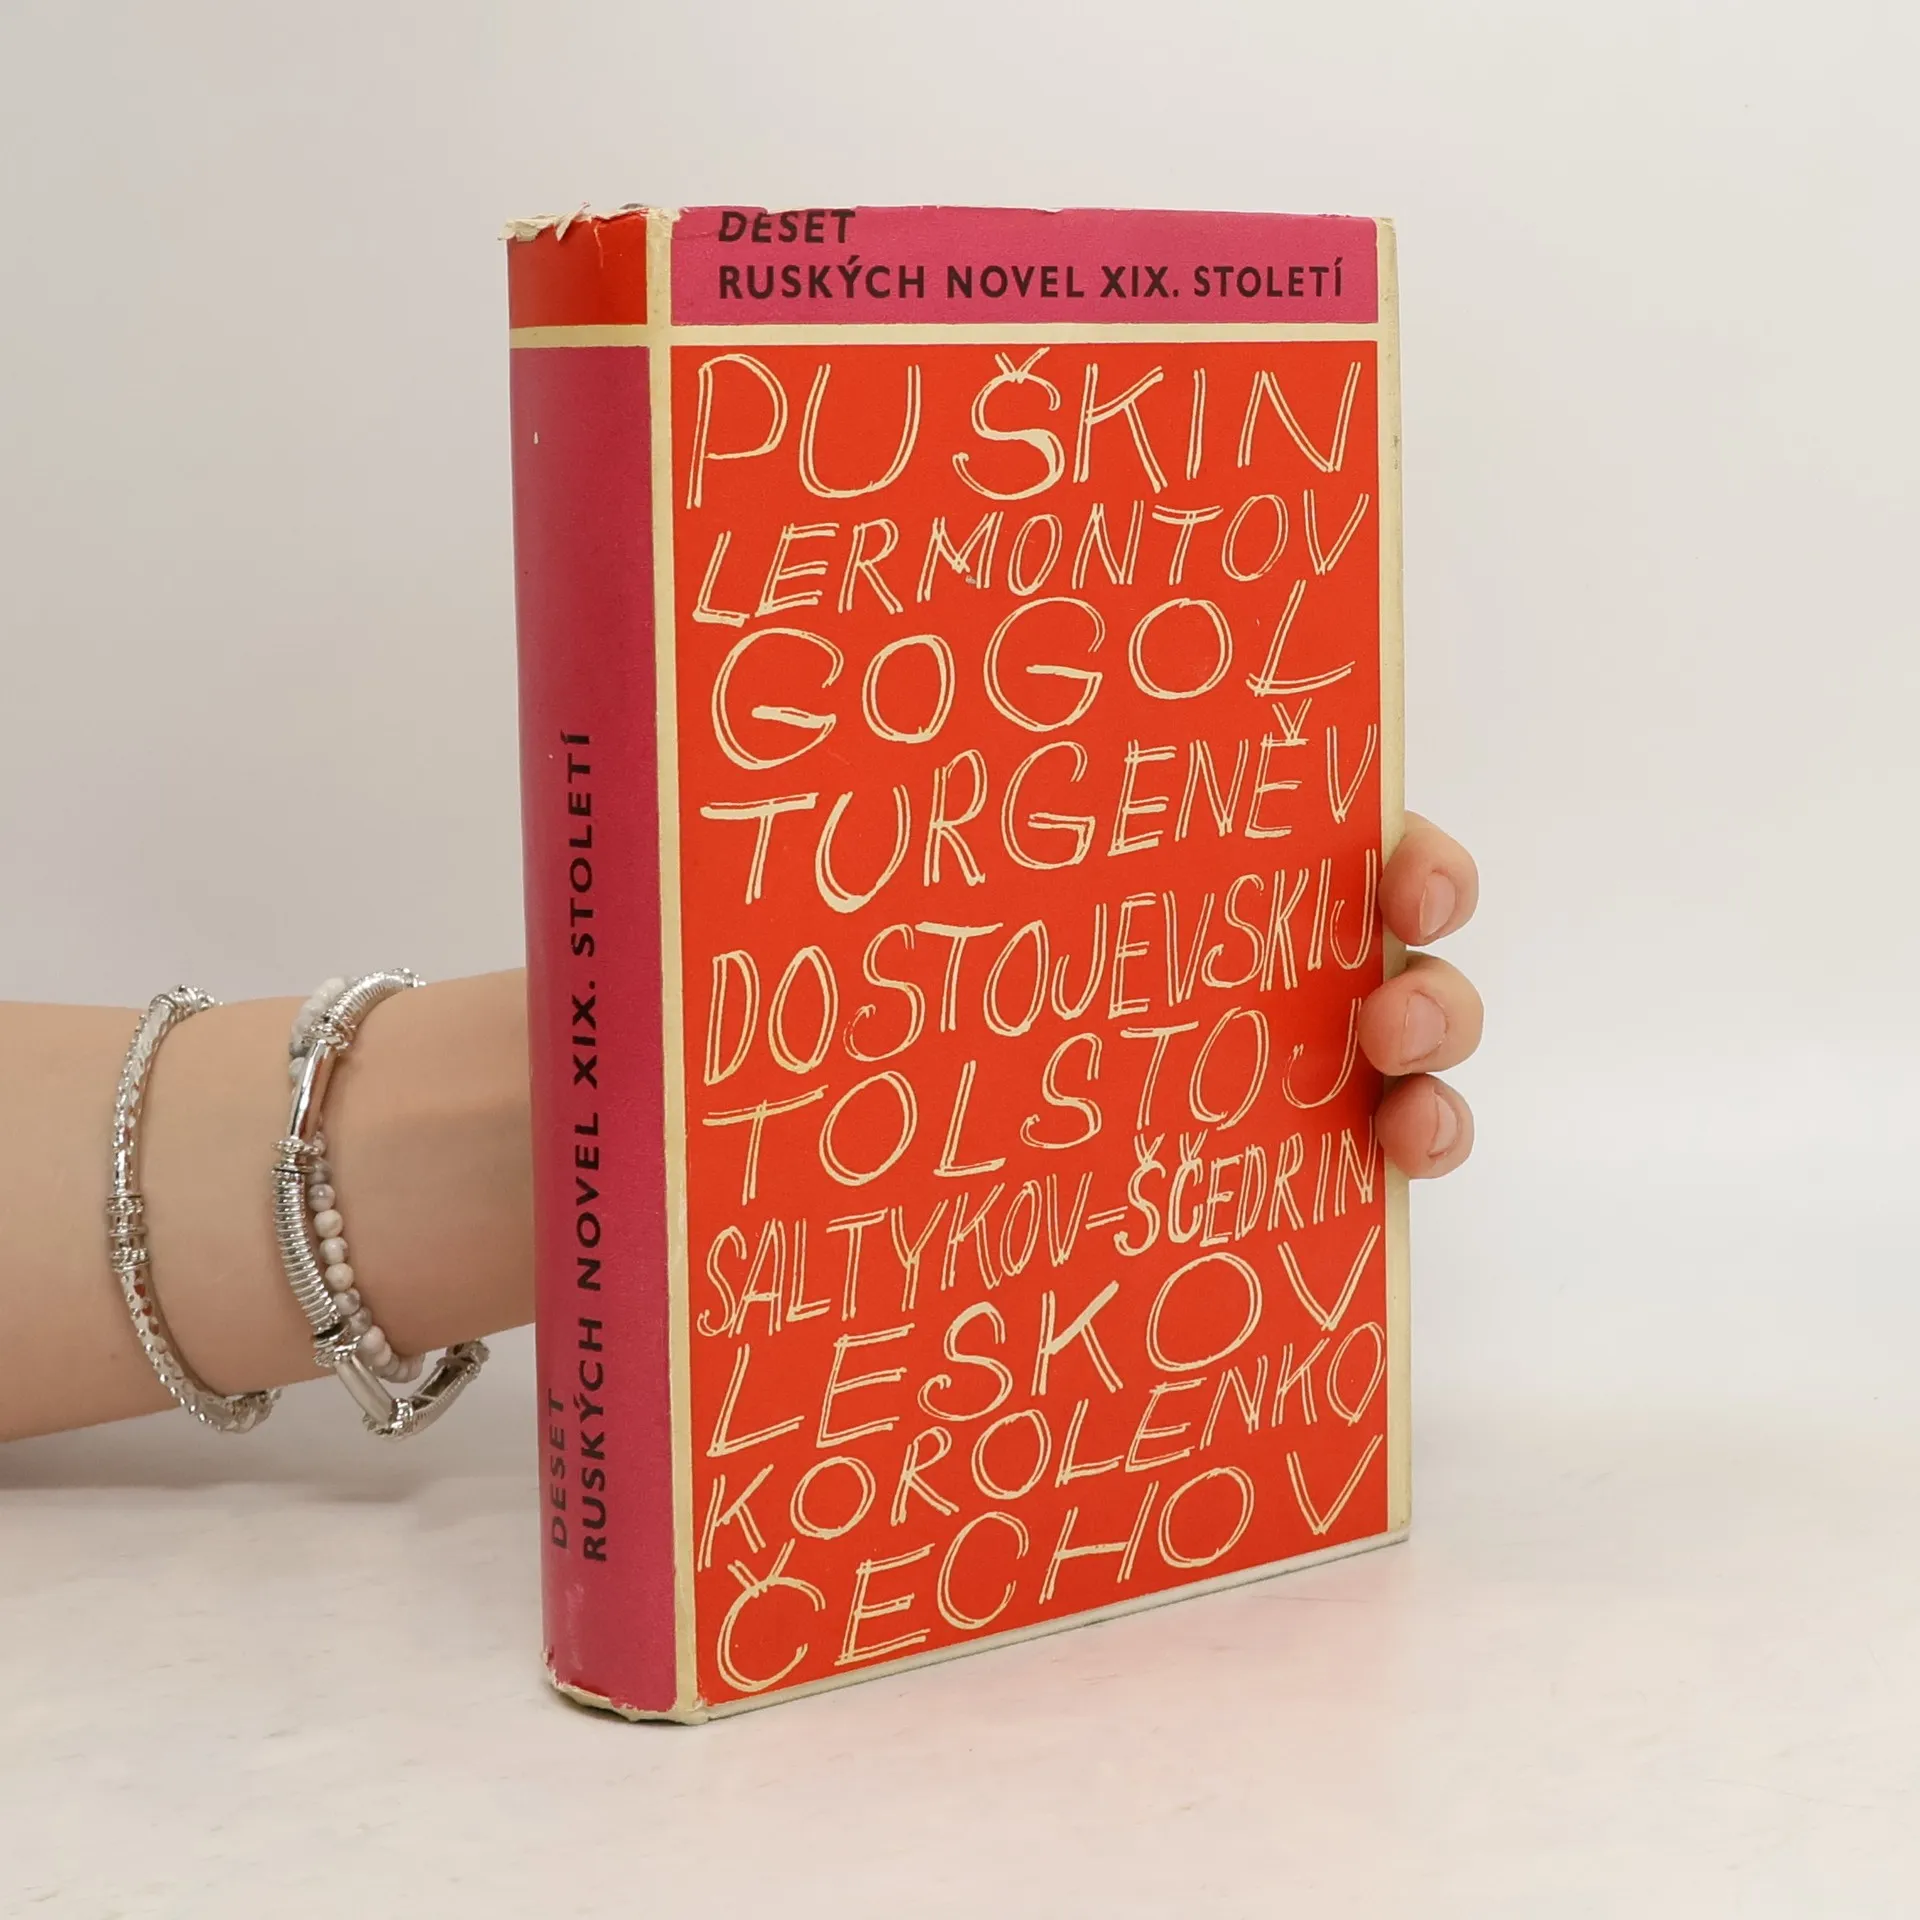 DESET
RUSKÝCH NOVEL XIX. STOLETÍ
PUŠKIN
LERMONTOV
GOGOL
TURGENĚV
DOSTOJEVSKIJ
TOLSTOJ
SALTYKOV-ŠČEDRIN
LESKOV
KOROLENKO
ČECHOV
DESET
RUSKÝCH NOVEL XIX. STOLETÍ